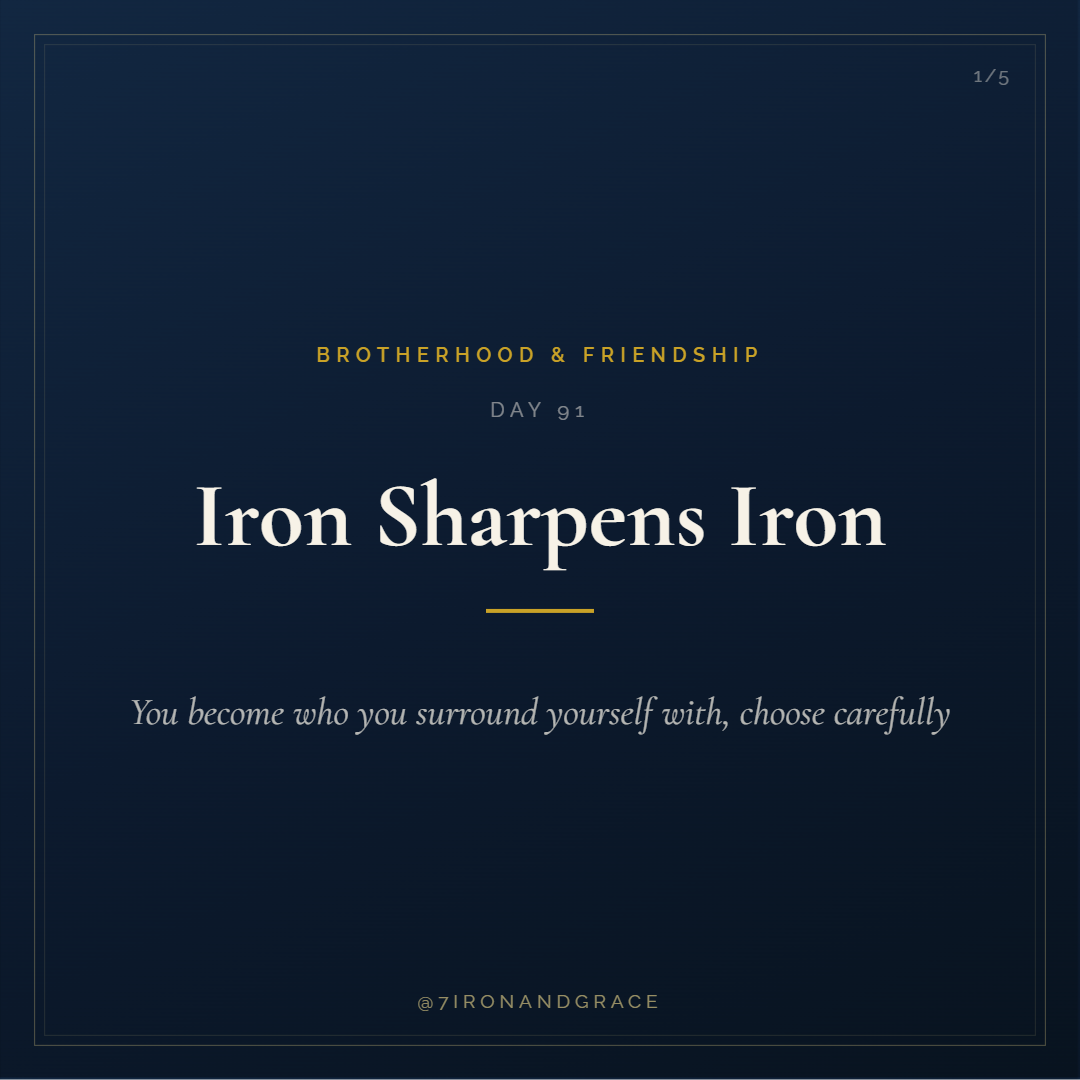 1/5
BROTHERHOOD & FRIENDSHIP
DAY 91
Iron Sharpens Iron
You become who you surround yourself with, choose carefully
@7IRONANDGRACE